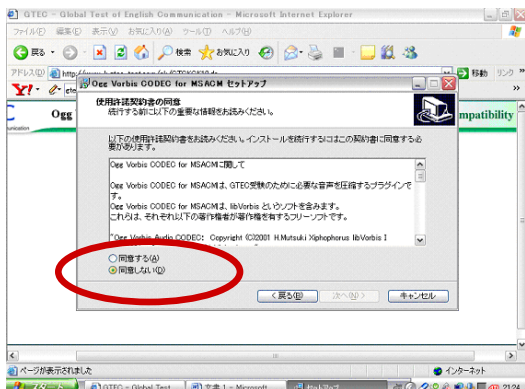 GTEC - Global Test of English Communication - Microsoft Internet Explorer
ファイル(F) 編集(E) 表示(V) お気に入り(A) ツール(T) ヘルプ(H)
戻る 検索 お気に入り
アドレス(D) 移動 リンク »
Y!
Ogg Vorbis CODEC for MSACM セットアップ
Ogg
mpatibility
使用許諾契約書の同意
続行する前に以下の重要な情報をお読みください。
以下の使用許諾契約書をお読みください。インストールを続行するにはこの契約書に同意する必
要があります。
Ogg Vorbis CODEC for MSACMに関して
Ogg Vorbis CODEC for MSACMは、GTEC受験のために必要な音声を圧縮するプラグインで
す。
Ogg Vorbis CODEC for MSACMは、libVorbis というソフトを含みます。
これらは、それぞれ以下の著作権者が著作権を有するフリーソフトです。
"Ogg Vorbis Audio CODEC: Copyright (C)2001 H.Mutsuki Xiphophorus libVorbis I
同意する(A)
同意しない(D)
< 戻る(B) 次へ(N) > キャンセル
ページが表示されました インターネット
スタート GTEC - Global Test ... 文書 1 - Microsoft ... セットアップ 21:24